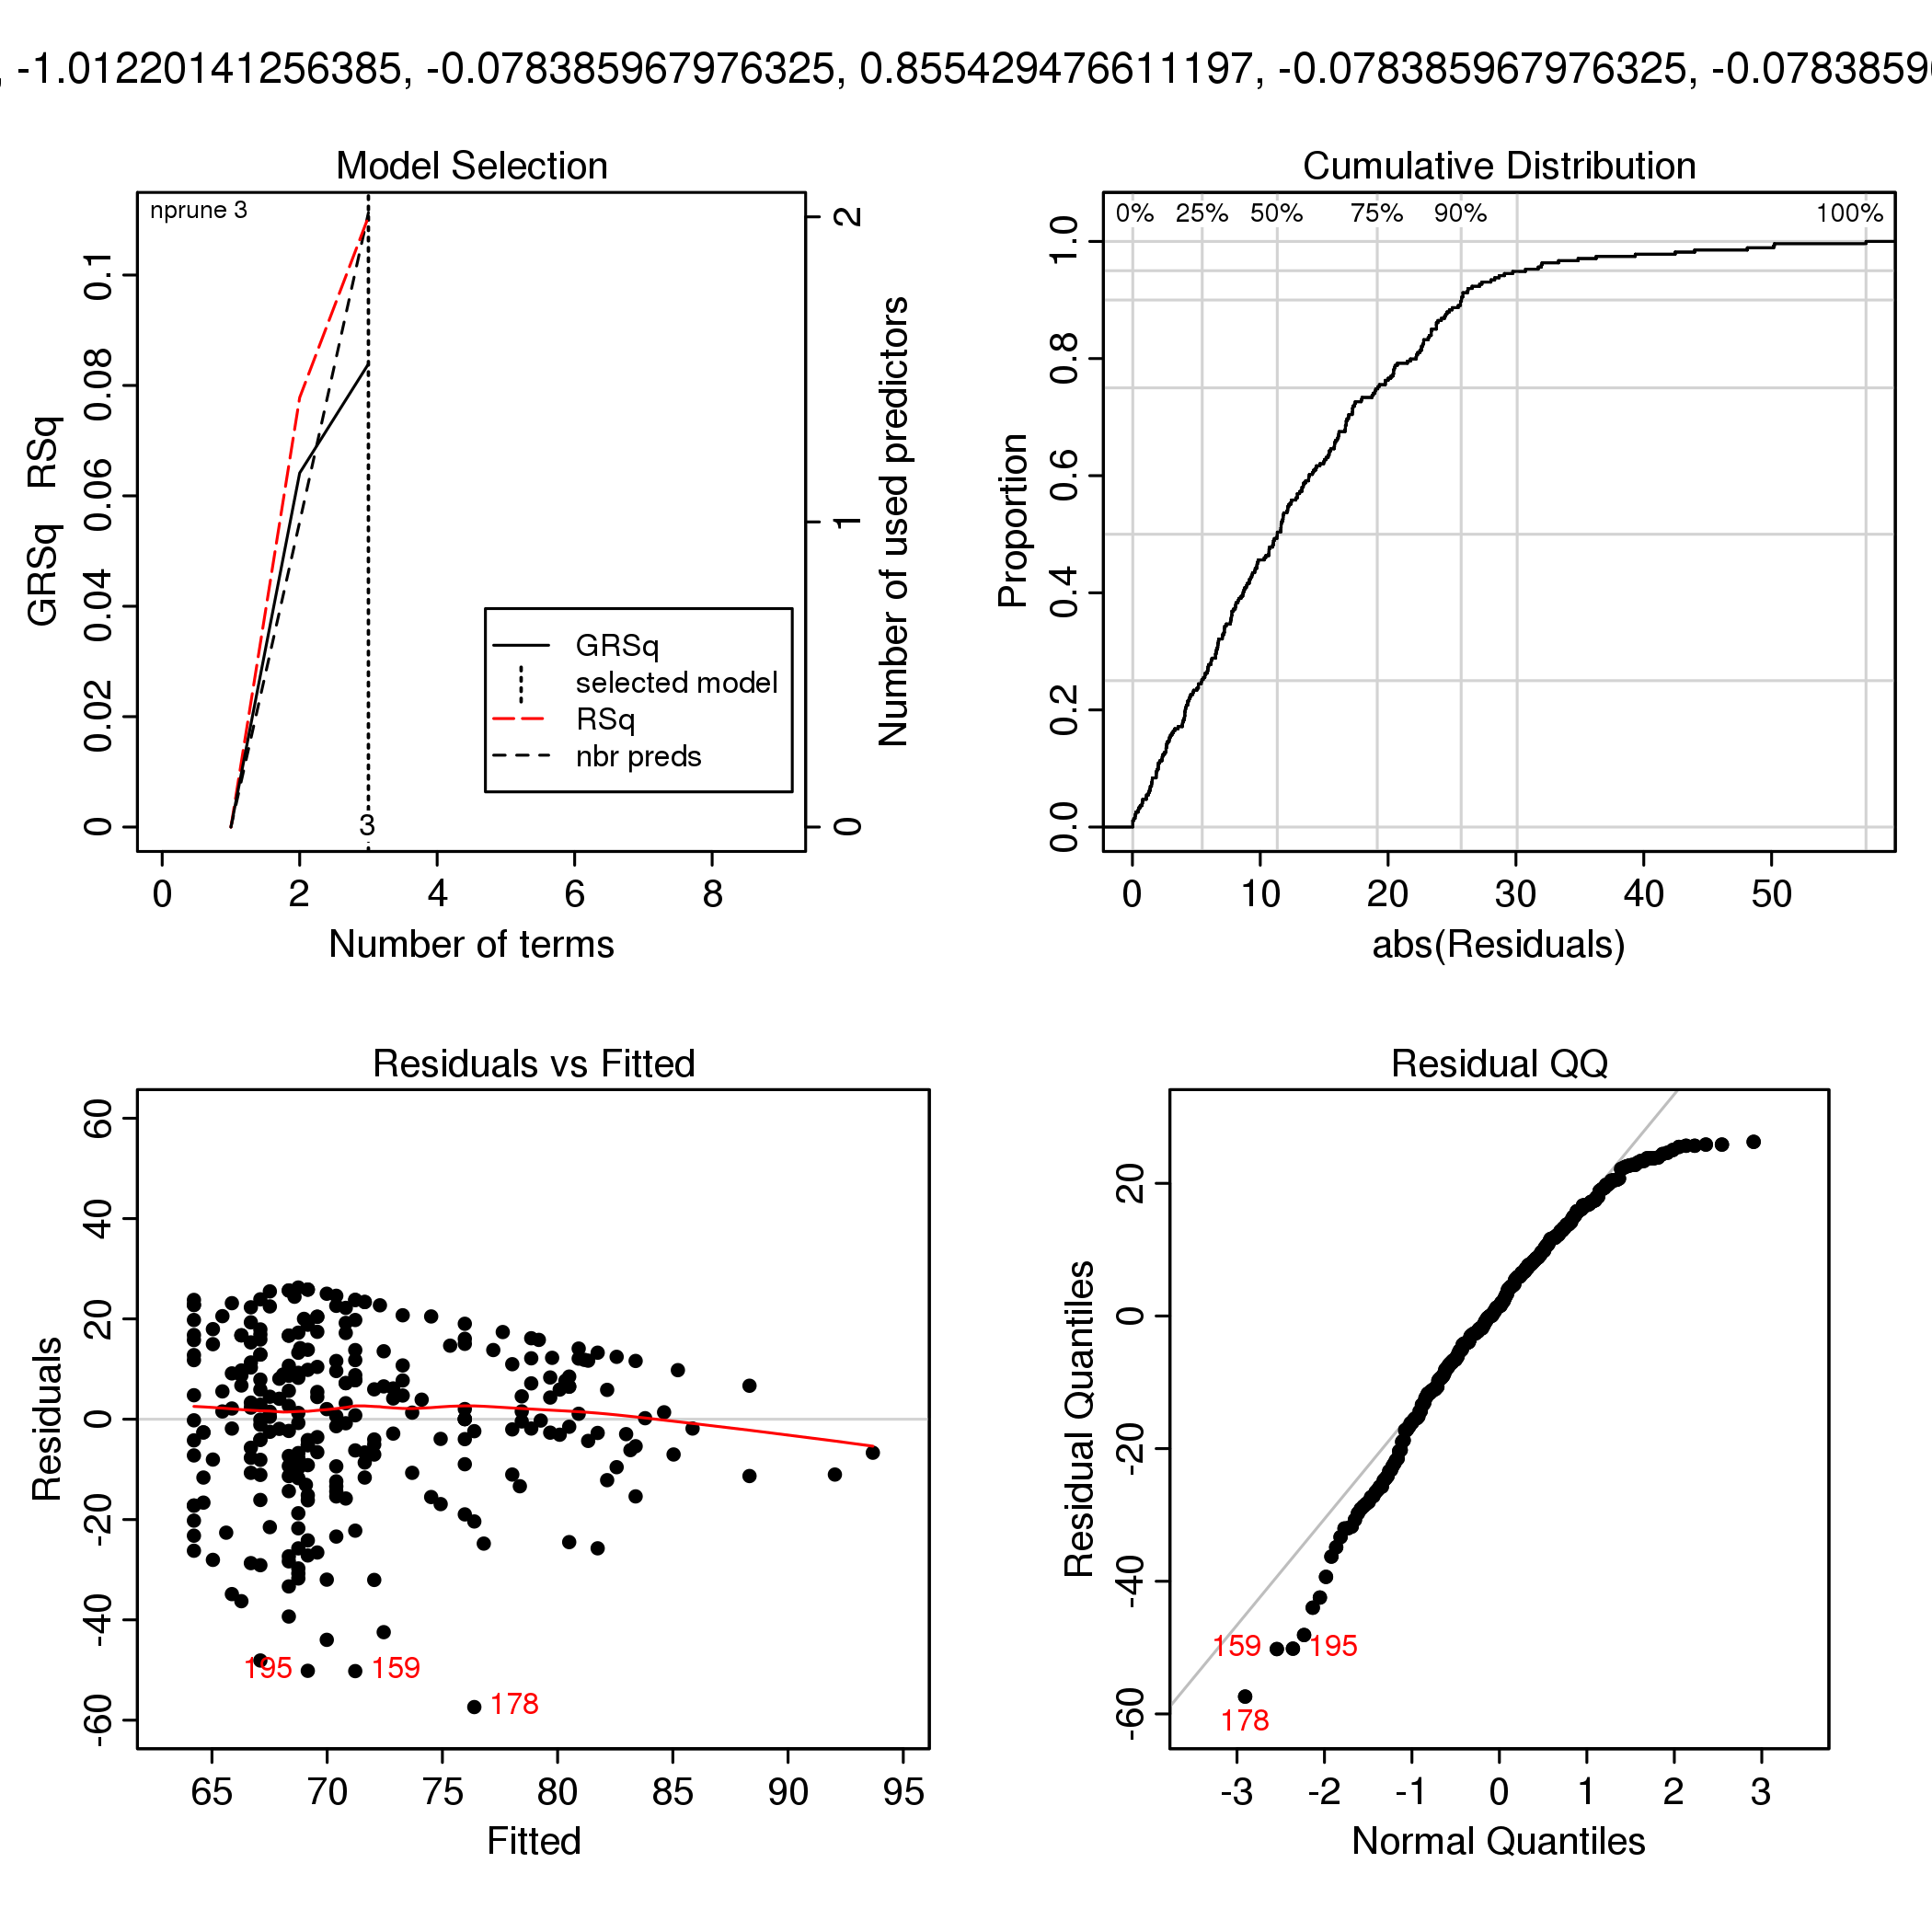 , -1.01220141256385, -0.078385967976325, 0.855429476611197, -0.078385967976325, -0.0783859
Model Selection
nprune 3
GRSq RSq
0 0.02 0.04 0.06 0.08 0.1
0 1 2
Number of used predictors
GRSq
selected model
RSq
nbr preds
3
0 2 4 6 8
Number of terms
Cumulative Distribution
0% 25% 50% 75% 90% 100%
Proportion
0.0 0.2 0.4 0.6 0.8 1.0
0 10 20 30 40 50
abs(Residuals)
Residuals vs Fitted
Residuals
-60 -40 -20 0 20 40 60
195
159
178
65 70 75 80 85 90 95
Fitted
Residual QQ
Residual Quantiles
-60 -40 -20 0 20
159
195
178
-3 -2 -1 0 1 2 3
Normal Quantiles